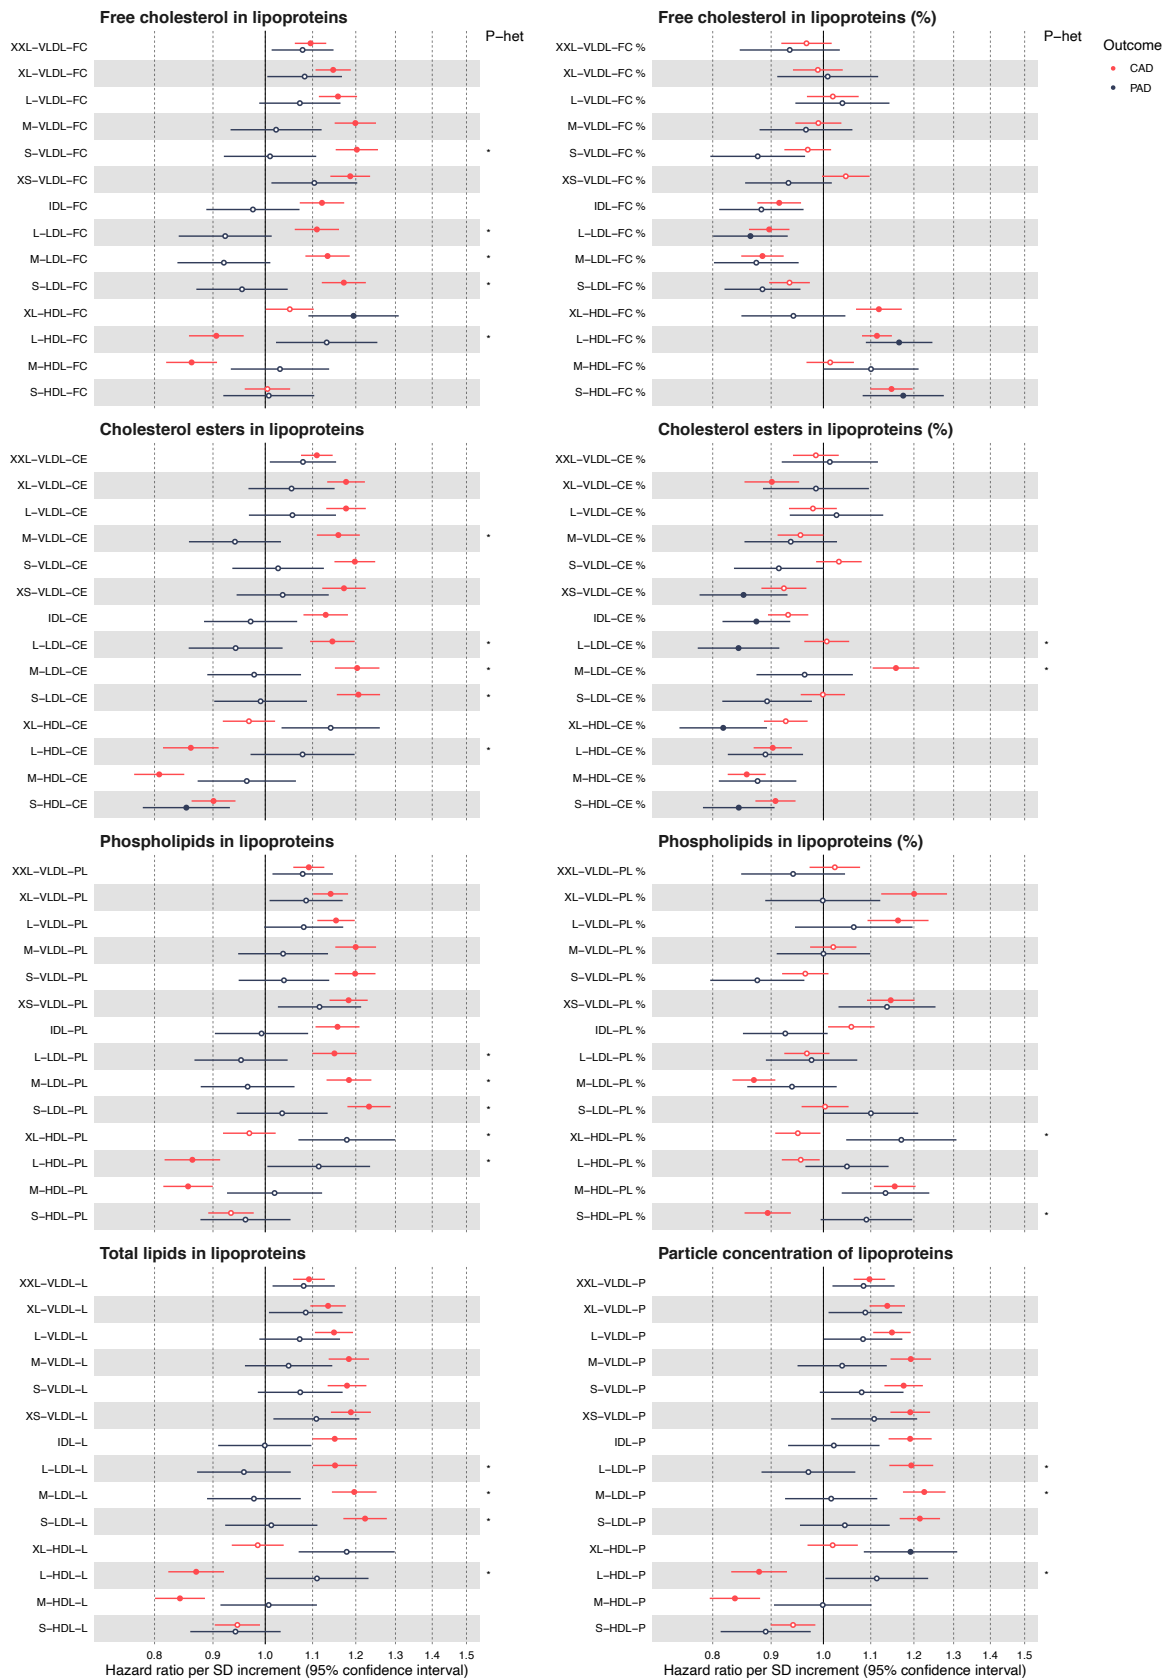 Free cholesterol in lipoproteins
P-het
XXL-VLDL-FC
XL-VLDL-FC
L-VLDL-FC
M-VLDL-FC
S-VLDL-FC *
XS-VLDL-FC
IDL-FC
L-LDL-FC *
M-LDL-FC *
S-LDL-FC *
XL-HDL-FC
L-HDL-FC *
M-HDL-FC
S-HDL-FC
Free cholesterol in lipoproteins (%)
P-het
XXL-VLDL-FC %
XL-VLDL-FC %
L-VLDL-FC %
M-VLDL-FC %
S-VLDL-FC %
XS-VLDL-FC %
IDL-FC %
L-LDL-FC %
M-LDL-FC %
S-LDL-FC %
XL-HDL-FC %
L-HDL-FC %
M-HDL-FC %
S-HDL-FC %
Outcome
CAD
PAD
Cholesterol esters in lipoproteins
XXL-VLDL-CE
XL-VLDL-CE
L-VLDL-CE
M-VLDL-CE *
S-VLDL-CE
XS-VLDL-CE
IDL-CE
L-LDL-CE *
M-LDL-CE *
S-LDL-CE *
XL-HDL-CE
L-HDL-CE *
M-HDL-CE
S-HDL-CE
Cholesterol esters in lipoproteins (%)
XXL-VLDL-CE %
XL-VLDL-CE %
L-VLDL-CE %
M-VLDL-CE %
S-VLDL-CE %
XS-VLDL-CE %
IDL-CE %
L-LDL-CE % *
M-LDL-CE % *
S-LDL-CE %
XL-HDL-CE %
L-HDL-CE %
M-HDL-CE %
S-HDL-CE %
Phospholipids in lipoproteins
XXL-VLDL-PL
XL-VLDL-PL
L-VLDL-PL
M-VLDL-PL
S-VLDL-PL
XS-VLDL-PL
IDL-PL
L-LDL-PL *
M-LDL-PL *
S-LDL-PL *
XL-HDL-PL *
L-HDL-PL *
M-HDL-PL
S-HDL-PL
Phospholipids in lipoproteins (%)
XXL-VLDL-PL %
XL-VLDL-PL %
L-VLDL-PL %
M-VLDL-PL %
S-VLDL-PL %
XS-VLDL-PL %
IDL-PL %
L-LDL-PL %
M-LDL-PL %
S-LDL-PL %
XL-HDL-PL % *
L-HDL-PL %
M-HDL-PL %
S-HDL-PL % *
Total lipids in lipoproteins
XXL-VLDL-L
XL-VLDL-L
L-VLDL-L
M-VLDL-L
S-VLDL-L
XS-VLDL-L
IDL-L
L-LDL-L *
M-LDL-L *
S-LDL-L *
XL-HDL-L
L-HDL-L *
M-HDL-L
S-HDL-L
0.8 0.9 1.0 1.1 1.2 1.3 1.4 1.5
Hazard ratio per SD increment (95% confidence interval)
Particle concentration of lipoproteins
XXL-VLDL-P
XL-VLDL-P
L-VLDL-P
M-VLDL-P
S-VLDL-P
XS-VLDL-P
IDL-P
L-LDL-P *
M-LDL-P *
S-LDL-P
XL-HDL-P
L-HDL-P *
M-HDL-P
S-HDL-P
0.8 0.9 1.0 1.1 1.2 1.3 1.4 1.5
Hazard ratio per SD increment (95% confidence interval)